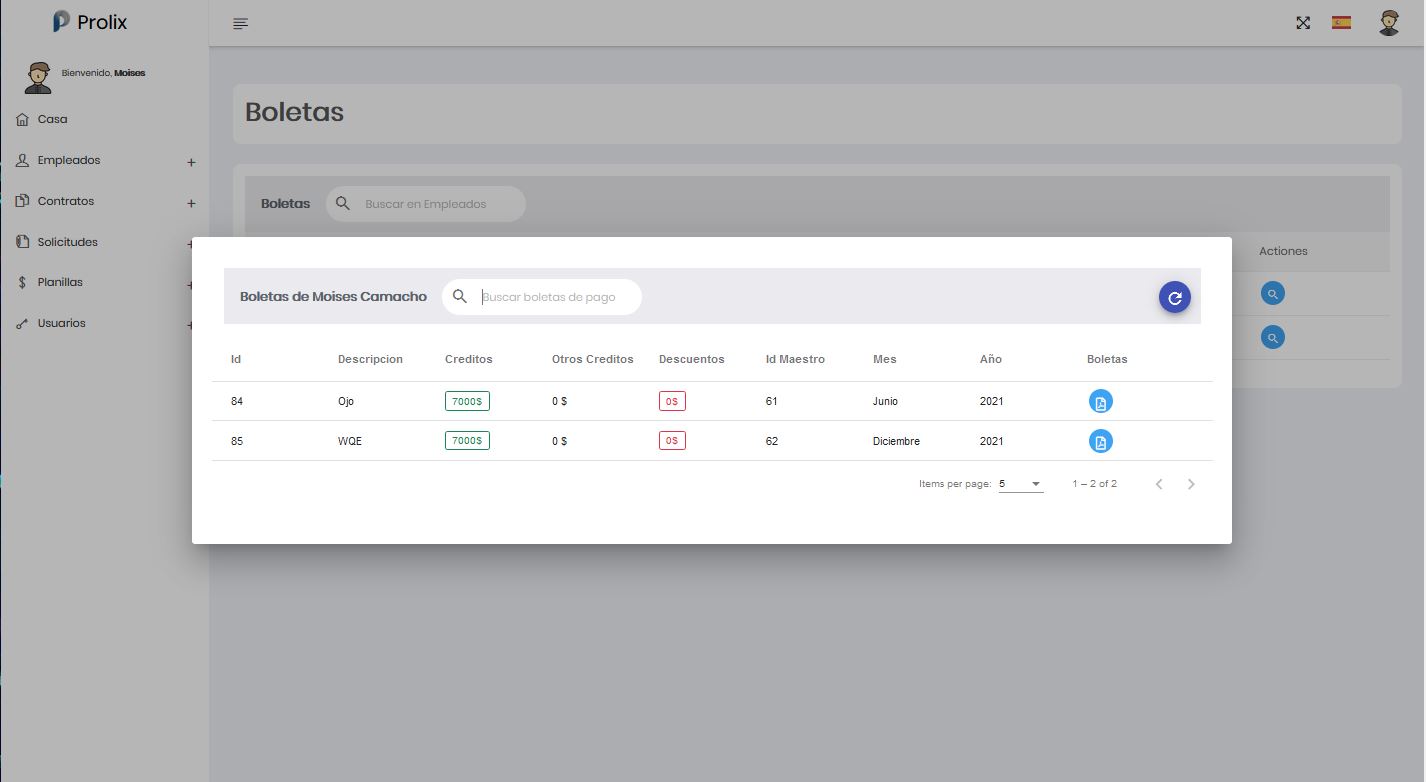 Prolix
Bienvenido, Moises
Casa
Empleados +
Contratos +
Solicitudes +
Planillas +
Usuarios +
Boletas
Boletas Buscar en Empleados
Actiones
Boletas de Moises Camacho Buscar boletas de pago
Id Descripcion Creditos Otros Creditos Descuentos Id Maestro Mes Año Boletas
84 Ojo 7000$ 0 $ 0$ 61 Junio 2021
85 WQE 7000$ 0 $ 0$ 62 Diciembre 2021
Items per page: 5 1 – 2 of 2